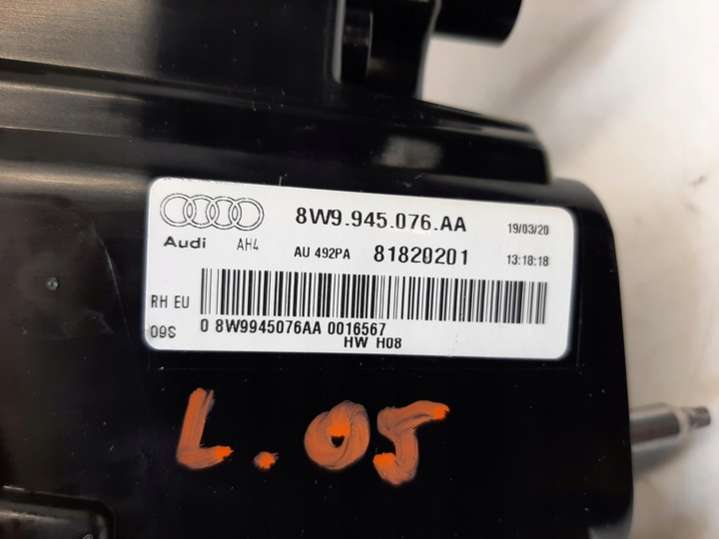 8W9.945.076.AA 19/03/20
Audi AH4 AU 492PA 81820201 13:18:18
RH EU
09S 0 8W9945076AA 0016567
HW H08
L.05